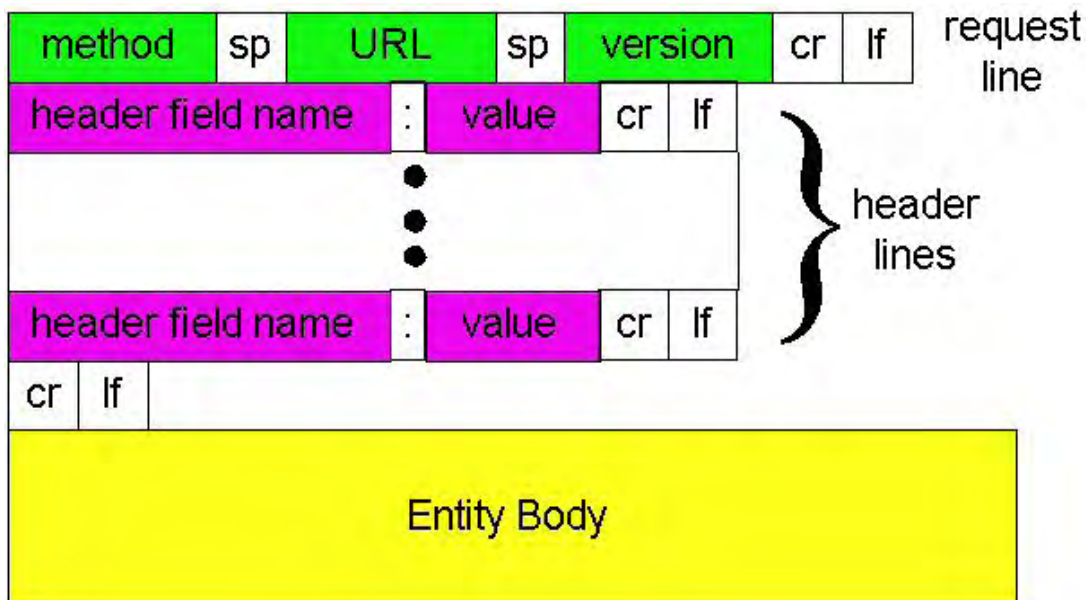 method sp URL sp version cr lf
request
line
header field name : value cr lf
header
lines
header field name : value cr lf
cr lf
Entity Body